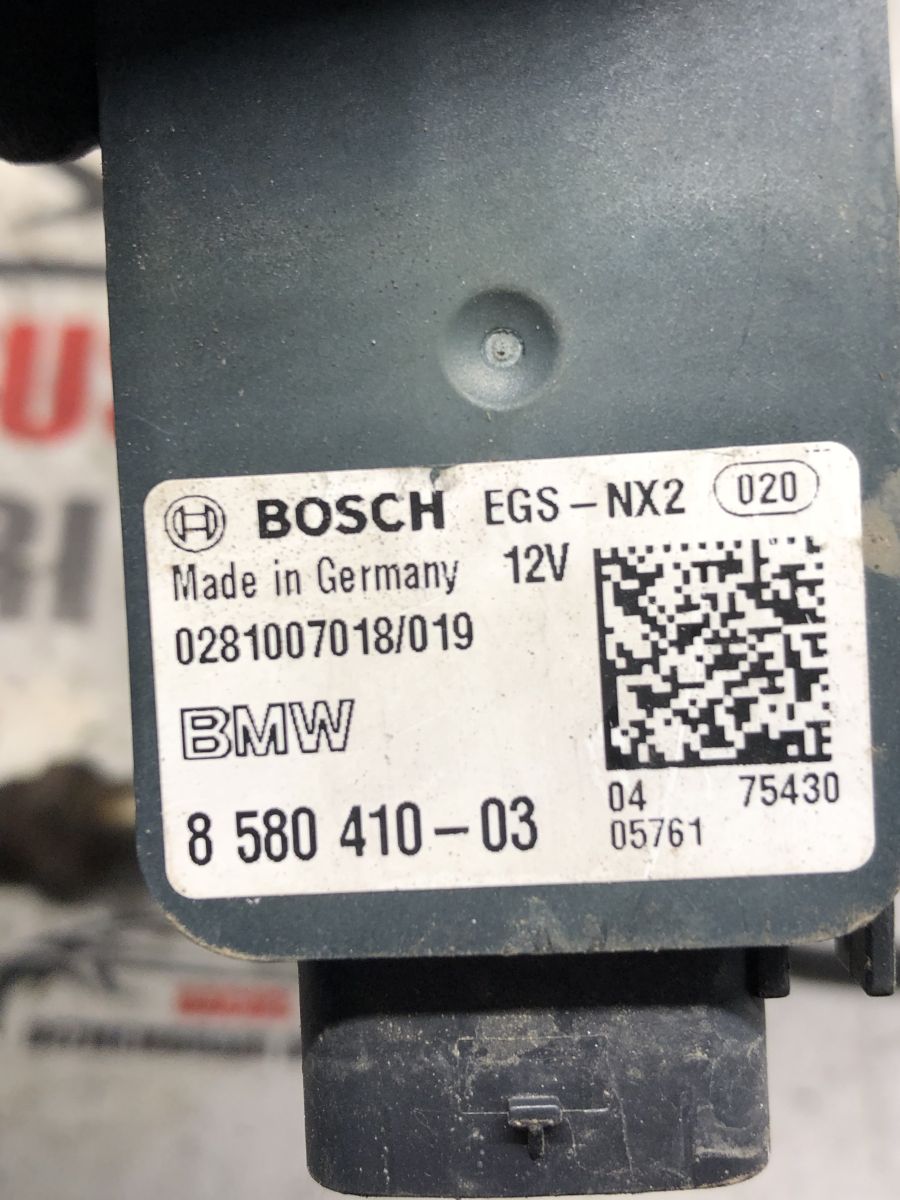 BOSCH EGS-NX2 020
Made in Germany 12V
0281007018/019
BMW
8 580 410-03
04 75430
05761